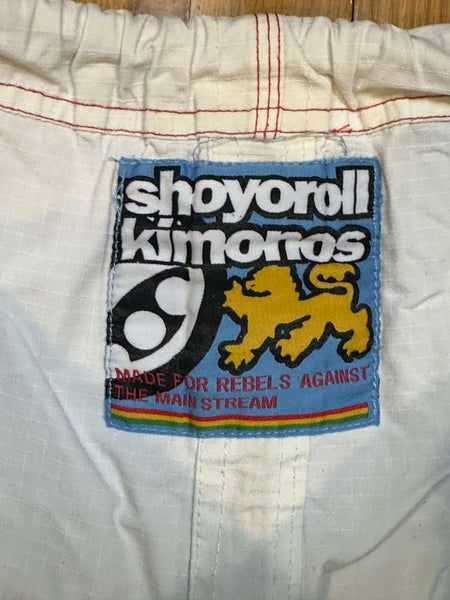 shoyoroll
kimonos
MADE FOR REBELS AGAINST
THE MAIN STREAM